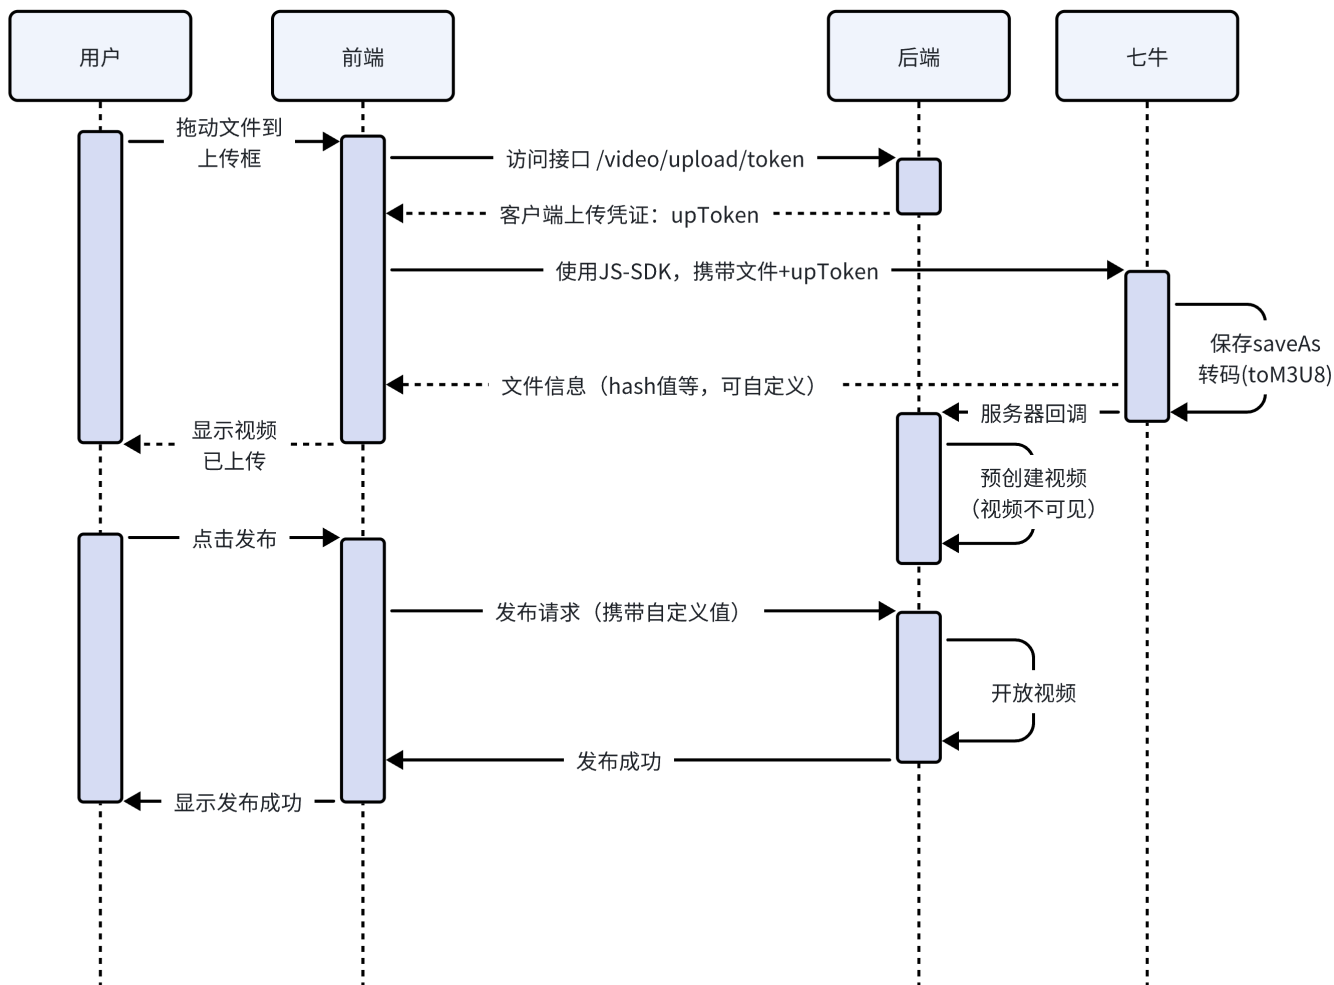 用户
前端
后端
七牛
拖动文件到
上传框
访问接口 /video/upload/token
客户端上传凭证：upToken
使用JS-SDK，携带文件+upToken
保存saveAs
转码(toM3U8)
文件信息（hash值等，可自定义）
服务器回调
显示视频
已上传
预创建视频
（视频不可见）
点击发布
发布请求（携带自定义值）
开放视频
发布成功
显示发布成功